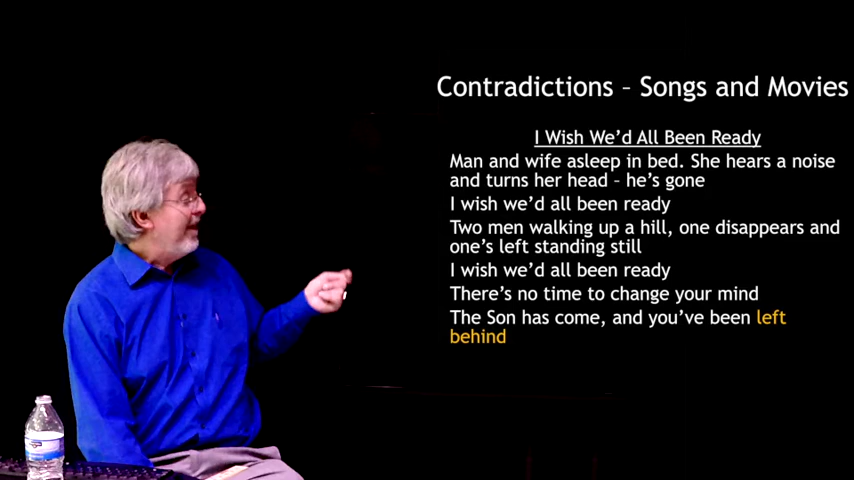 Contradictions – Songs and Movies
I Wish We'd All Been Ready
Man and wife asleep in bed. She hears a noise
and turns her head – he's gone
I wish we'd all been ready
Two men walking up a hill, one disappears and
one's left standing still
I wish we'd all been ready
There's no time to change your mind
The Son has come, and you've been left
behind